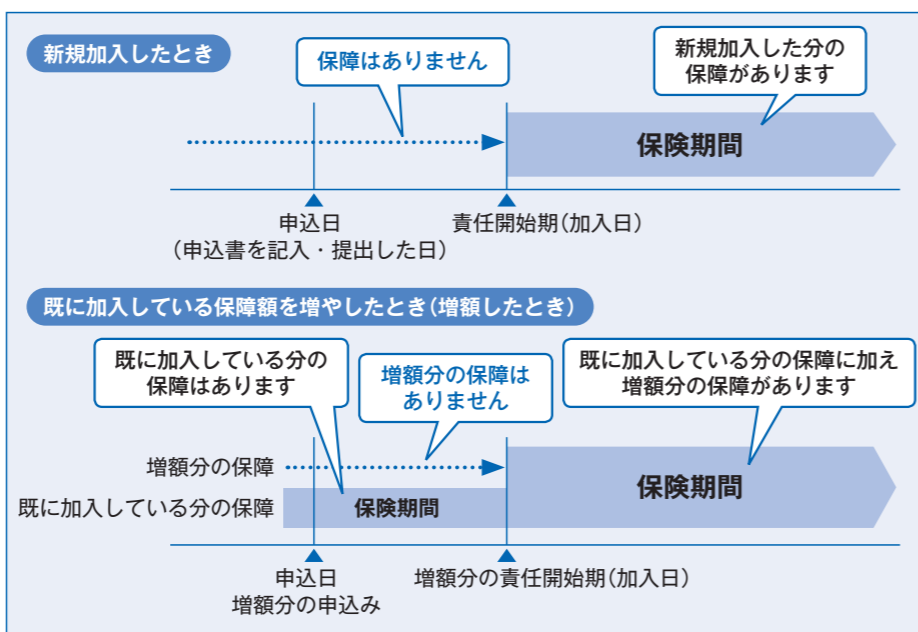 新規加入したとき
保障はありません
新規加入した分の
保障があります
保険期間
申込日
(申込書を記入・提出した日)
責任開始期(加入日)
既に加入している保障額を増やしたとき(増額したとき)
既に加入している分の
保障はあります
増額分の保障は
ありません
既に加入している分の保障に加え
増額分の保障があります
増額分の保障
既に加入している分の保障
保険期間
保険期間
申込日
増額分の申込み
増額分の責任開始期(加入日)